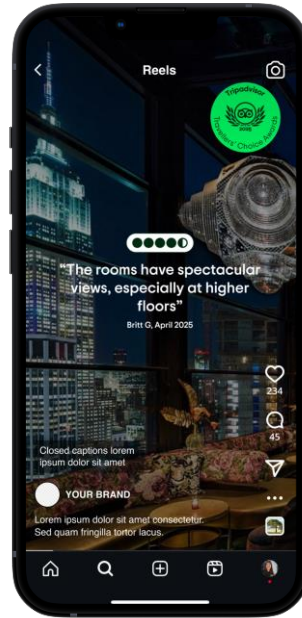 Reels
Tripadvisor
2025
Travellers' Choice Awards
“The rooms have spectacular
views, especially at higher
floors”
Britt G, April 2025
234
45
Closed captions lorem
ipsum dolor sit amet
YOUR BRAND
Lorem ipsum dolor sit amet consectetur.
Sed quam fringilla tortor lacus.